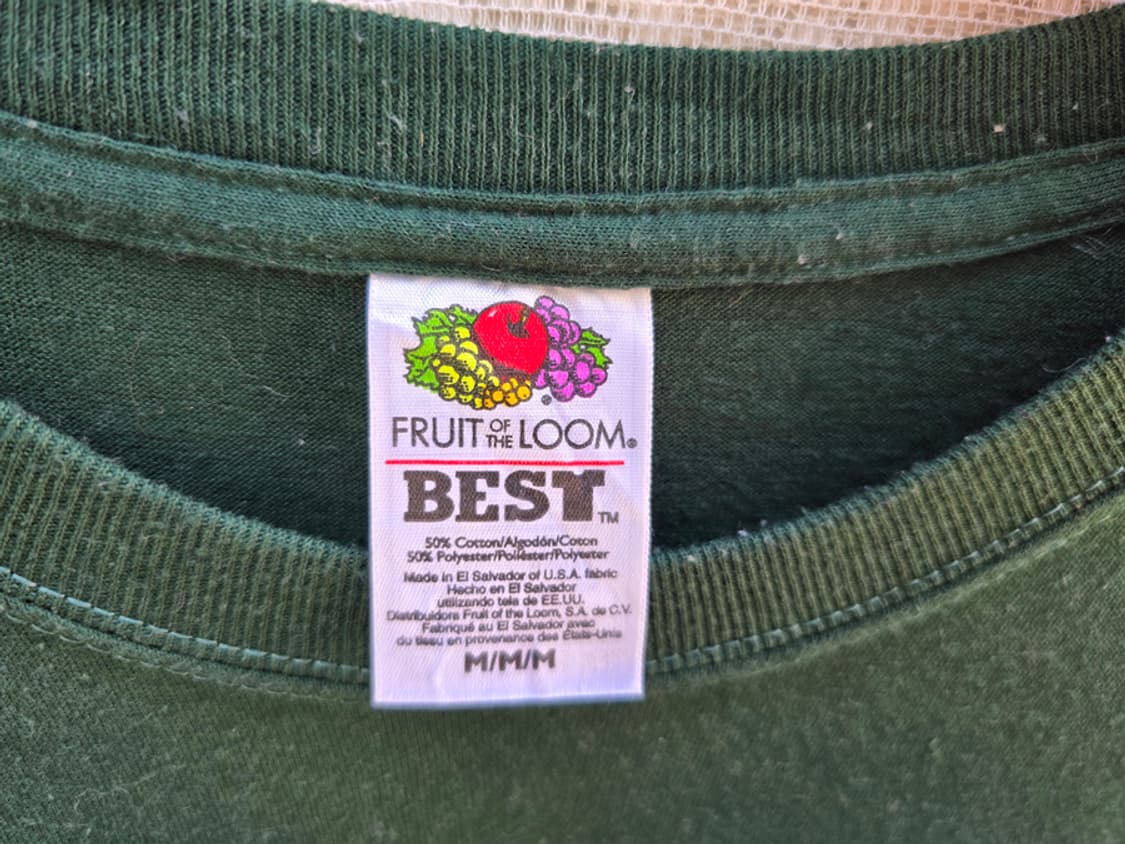 FRUIT OF THE LOOM®
BEST™
50% Cotton/Algodón/Coton
50% Polyester/Poliéster/Polyester
Made in El Salvador of U.S.A. fabric
Hecho en El Salvador
utilizando tela de EE.UU.
Distribuidora Fruit of the Loom, S.A. de C.V.
Fabriqué au El Salvador avec
du tissu en provenance des États-Unis
M/M/M